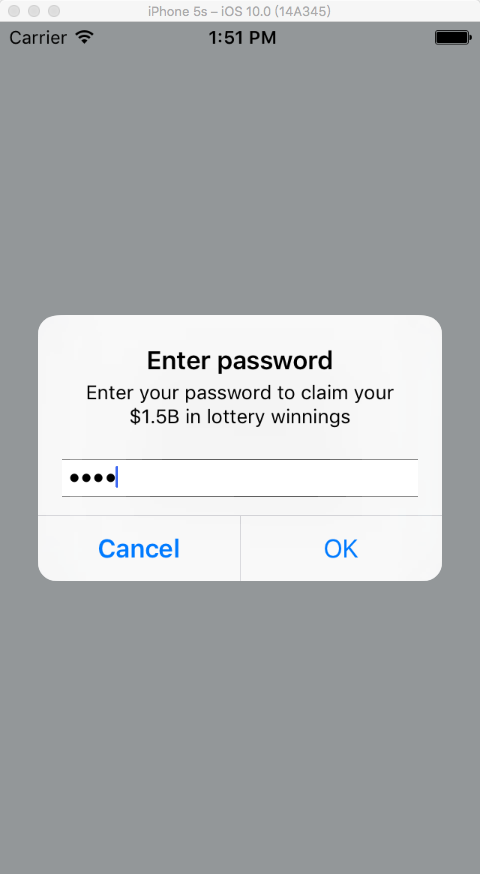 iPhone 5s – iOS 10.0 (14A345)
Carrier 1:51 PM
Enter password
Enter your password to claim your
$1.5B in lottery winnings
••••
Cancel OK